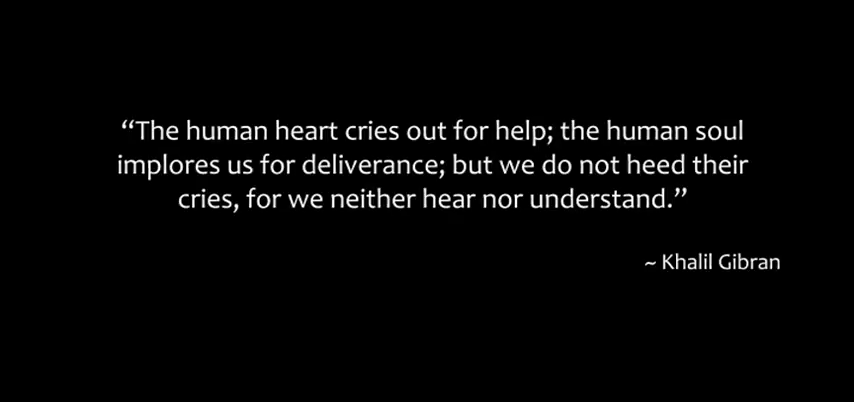 “The human heart cries out for help; the human soul
implores us for deliverance; but we do not heed their
cries, for we neither hear nor understand.”
~ Khalil Gibran